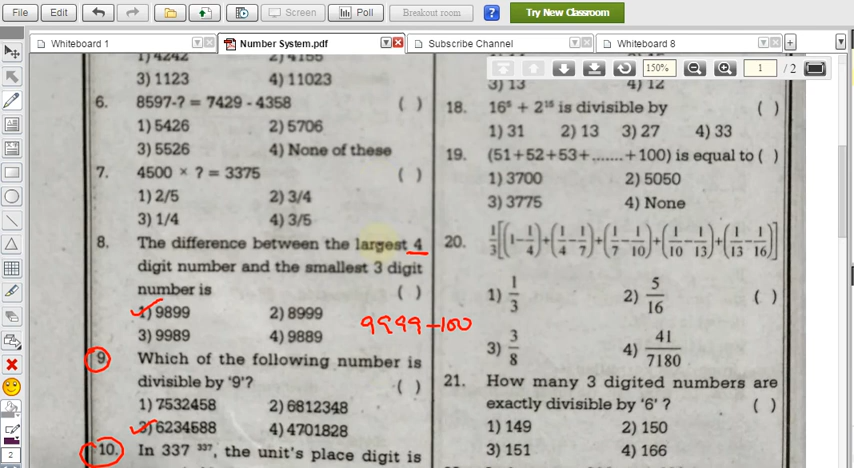 File Edit Screen Poll Breakout room ? Try New Classroom
Whiteboard 1 Number System.pdf Subscribe Channel Whiteboard 8
150% 1 / 2
1) 4242 2) 4155
3) 1123 4) 11023
6. 8597-? = 7429 - 4358 ( )
1) 5426 2) 5706
3) 5526 4) None of these
7. 4500 × ? = 3375 ( )
1) 2/5 2) 3/4
3) 1/4 4) 3/5
8. The difference between the largest 4
digit number and the smallest 3 digit
number is ( )
1) 9899 2) 8999
9999-100
3) 9989 4) 9889
9. Which of the following number is
divisible by '9'? ( )
1) 7532458 2) 6812348
3) 6234588 4) 4701828
10. In 337 ³³⁷, the unit's place digit is
3) 13 4) 12
18. 16⁵ + 2¹⁵ is divisible by ( )
1) 31 2) 13 3) 27 4) 33
19. (51+52+53+.......+100) is equal to ( )
1) 3700 2) 5050
3) 3775 4) None
20. 1/3[(1-1/4)+(1/4-1/7)+(1/7-1/10)+(1/10-1/13)+(1/13-1/16)]
1) 1/3 2) 5/16 ( )
3) 3/8 4) 41/7180
21. How many 3 digited numbers are
exactly divisible by '6' ? ( )
1) 149 2) 150
3) 151 4) 166
2